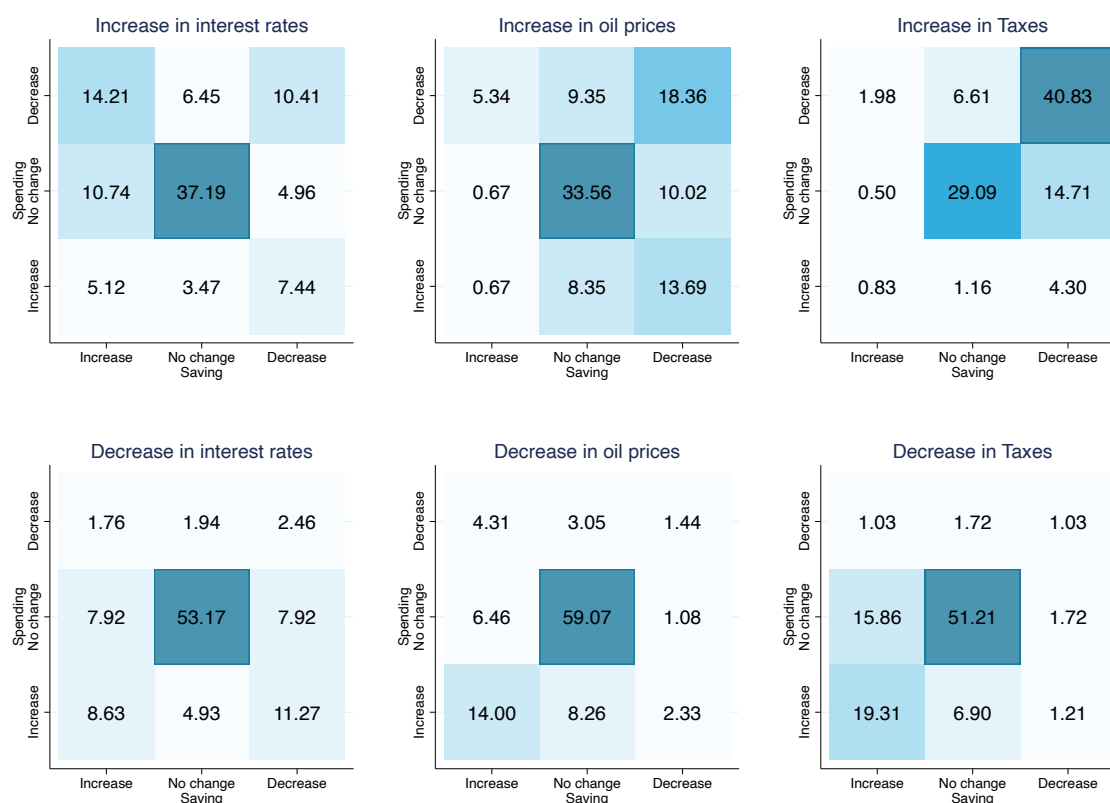 Increase in interest rates
Decrease
14.21 6.45 10.41
Spending
No change
10.74 37.19 4.96
Increase
5.12 3.47 7.44
Increase No change Decrease
Saving
Increase in oil prices
Decrease
5.34 9.35 18.36
Spending
No change
0.67 33.56 10.02
Increase
0.67 8.35 13.69
Increase No change Decrease
Saving
Increase in Taxes
Decrease
1.98 6.61 40.83
Spending
No change
0.50 29.09 14.71
Increase
0.83 1.16 4.30
Increase No change Decrease
Saving
Decrease in interest rates
Decrease
1.76 1.94 2.46
Spending
No change
7.92 53.17 7.92
Increase
8.63 4.93 11.27
Increase No change Decrease
Saving
Decrease in oil prices
Decrease
4.31 3.05 1.44
Spending
No change
6.46 59.07 1.08
Increase
14.00 8.26 2.33
Increase No change Decrease
Saving
Decrease in Taxes
Decrease
1.03 1.72 1.03
Spending
No change
15.86 51.21 1.72
Increase
19.31 6.90 1.21
Increase No change Decrease
Saving